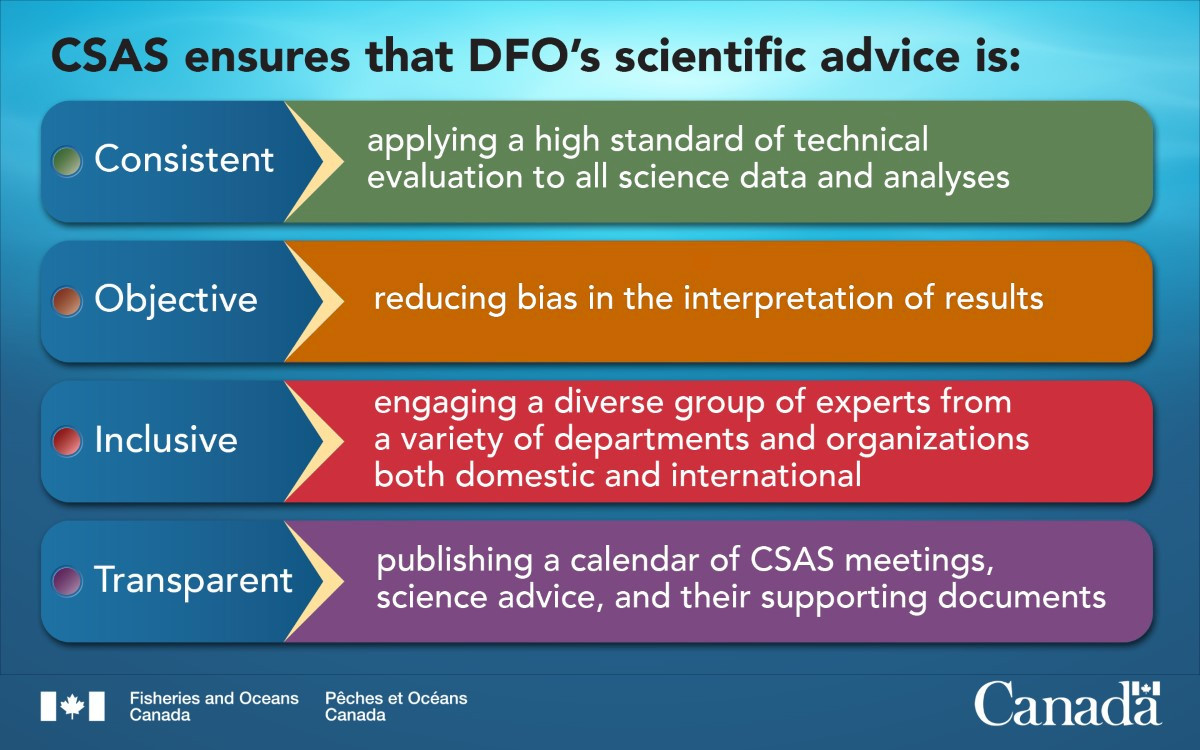 CSAS ensures that DFO’s scientific advice is:
Consistent
applying a high standard of technical
evaluation to all science data and analyses
Objective
reducing bias in the interpretation of results
Inclusive
engaging a diverse group of experts from
a variety of departments and organizations
both domestic and international
Transparent
publishing a calendar of CSAS meetings,
science advice, and their supporting documents
Fisheries and Oceans
Canada
Pêches et Océans
Canada
Canada